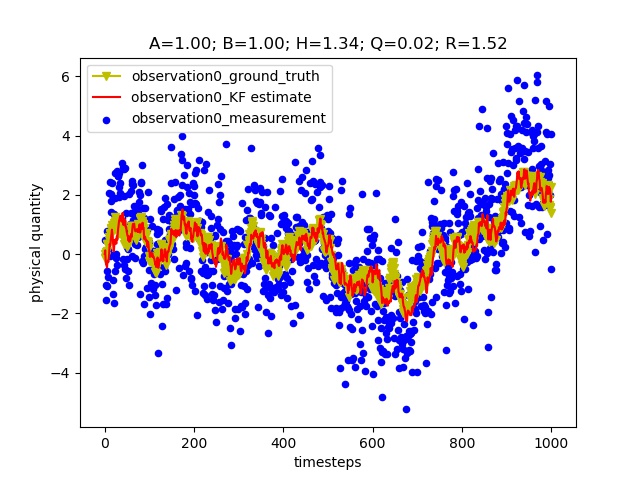 A=1.00; B=1.00; H=1.34; Q=0.02; R=1.52
observation0_ground_truth
observation0_KF estimate
observation0_measurement
physical quantity
6
4
2
0
−2
−4
0 200 400 600 800 1000
timesteps